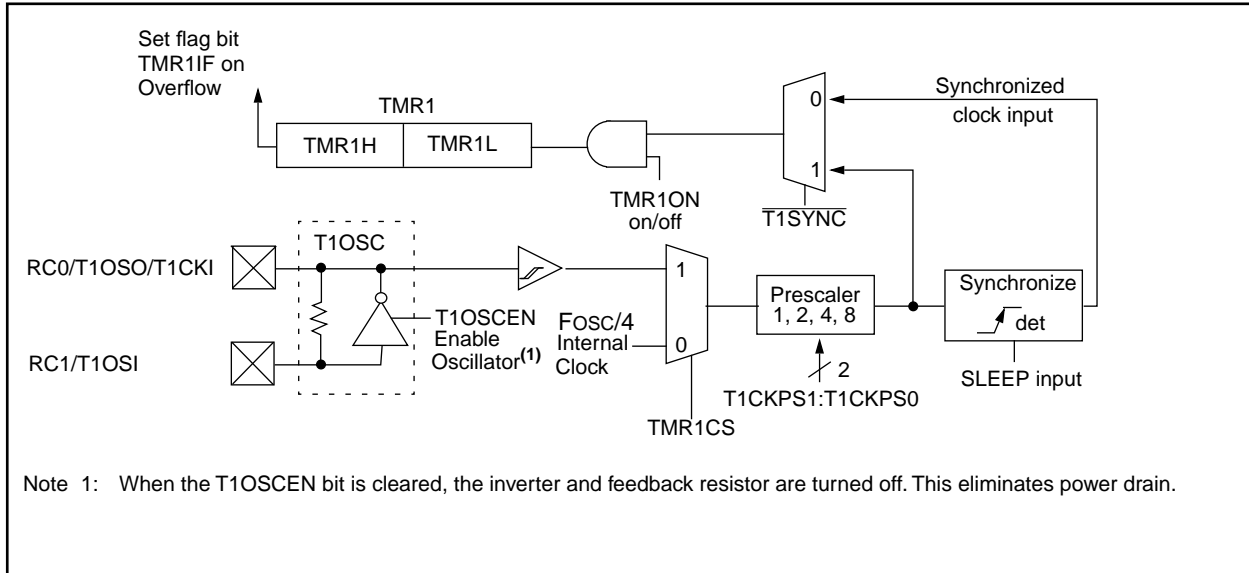 Set flag bit
TMR1IF on
Overflow
TMR1
TMR1H
TMR1L
TMR1ON
on/off
0
1
T1SYNC
Synchronized
clock input
T1OSC
RC0/T1OSO/T1CKI
RC1/T1OSI
T1OSCEN
Enable
Oscillator(1)
FOSC/4
Internal
Clock
1
0
TMR1CS
Prescaler
1, 2, 4, 8
2
T1CKPS1:T1CKPS0
Synchronize
det
SLEEP input
Note 1: When the T1OSCEN bit is cleared, the inverter and feedback resistor are turned off. This eliminates power drain.